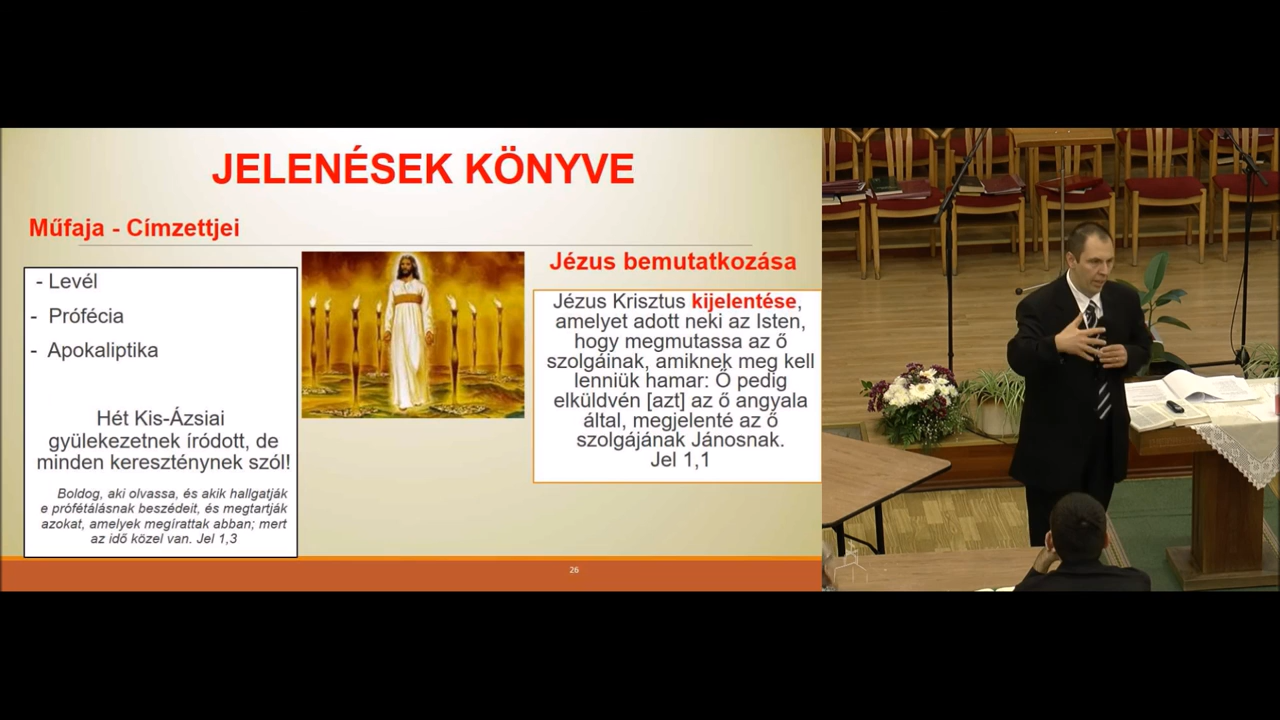 JELENÉSEK KÖNYVE
Műfaja - Címzettjei
- Levél
- Prófécia
- Apokaliptika
Hét Kis-Ázsiai
gyülekezetnek íródott, de
minden kereszténynek szól!
Boldog, aki olvassa, és akik hallgatják
e prófétálásnak beszédeit, és megtartják
azokat, amelyek megírattak abban; mert
az idő közel van. Jel 1,3
Jézus bemutatkozása
Jézus Krisztus kijelentése,
amelyet adott neki az Isten,
hogy megmutassa az ő
szolgáinak, amiknek meg kell
lenniük hamar: Ő pedig
elküldvén [azt] az ő angyala
által, megjelenté az ő
szolgájának Jánosnak.
Jel 1,1
26